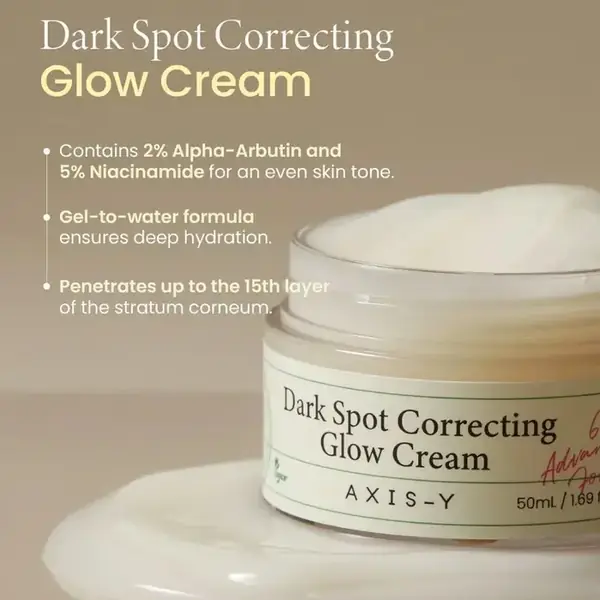 Dark Spot Correcting
Glow Cream
Contains 2% Alpha-Arbutin and
5% Niacinamide for an even skin tone.
Gel-to-water formula
ensures deep hydration.
Penetrates up to the 15th layer
of the stratum corneum.
Dark Spot Correcting
Glow Cream
AXIS-Y
50mL / 1.69